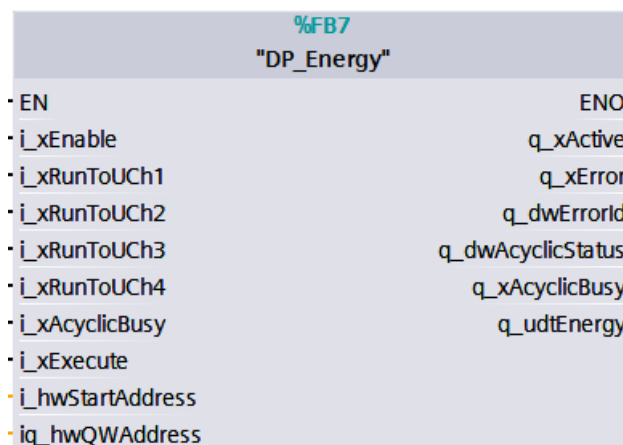 %FB7
"DP_Energy"
EN ENO
i_xEnable q_xActive
i_xRunToUCh1 q_xError
i_xRunToUCh2 q_dwErrorId
i_xRunToUCh3 q_dwAcyclicStatus
i_xRunToUCh4 q_xAcyclicBusy
i_xAcyclicBusy q_udtEnergy
i_xExecute
i_hwStartAddress
iq_hwQWAddress